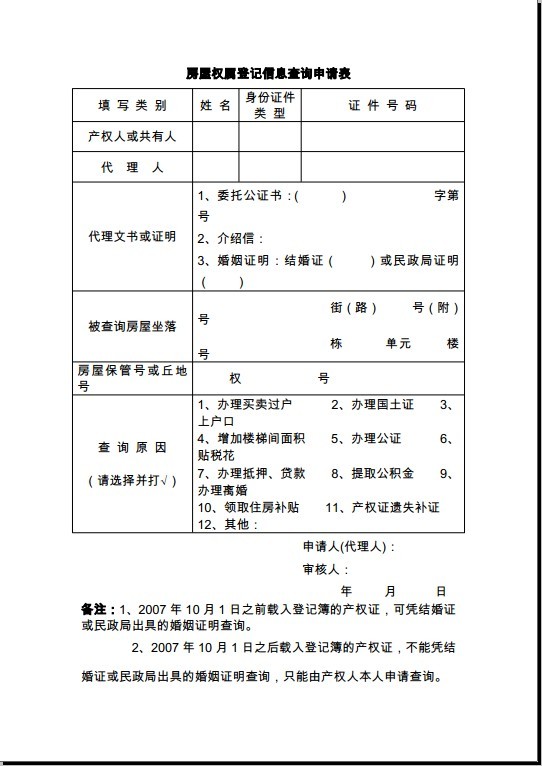 房屋权属登记信息查询申请表
填 写 类 别 姓 名 身份证件类 型 证 件 号 码
产权人或共有人
代 理 人
代理文书或证明
1、委托公证书：( ) 字第
号
2、介绍信：
3、婚姻证明：结婚证（ ）或民政局证明
（ ）
被查询房屋坐落
街（路） 号（附）
号
栋 单元 楼
号
房屋保管号或丘地
号
权 号
查 询 原 因
（请选择并打√）
1、办理买卖过户 2、办理国土证 3、
上户口
4、增加楼梯间面积 5、办理公证 6、
贴税花
7、办理抵押、贷款 8、提取公积金 9、
办理离婚
10、领取住房补贴 11、产权证遗失补证
12、其他：
申请人(代理人)：
审核人：
年 月 日
备注：1、2007 年 10 月 1 日之前载入登记簿的产权证，可凭结婚证
或民政局出具的婚姻证明查询。
2、2007 年 10 月 1 日之后载入登记簿的产权证，不能凭结
婚证或民政局出具的婚姻证明查询，只能由产权人本人申请查询。